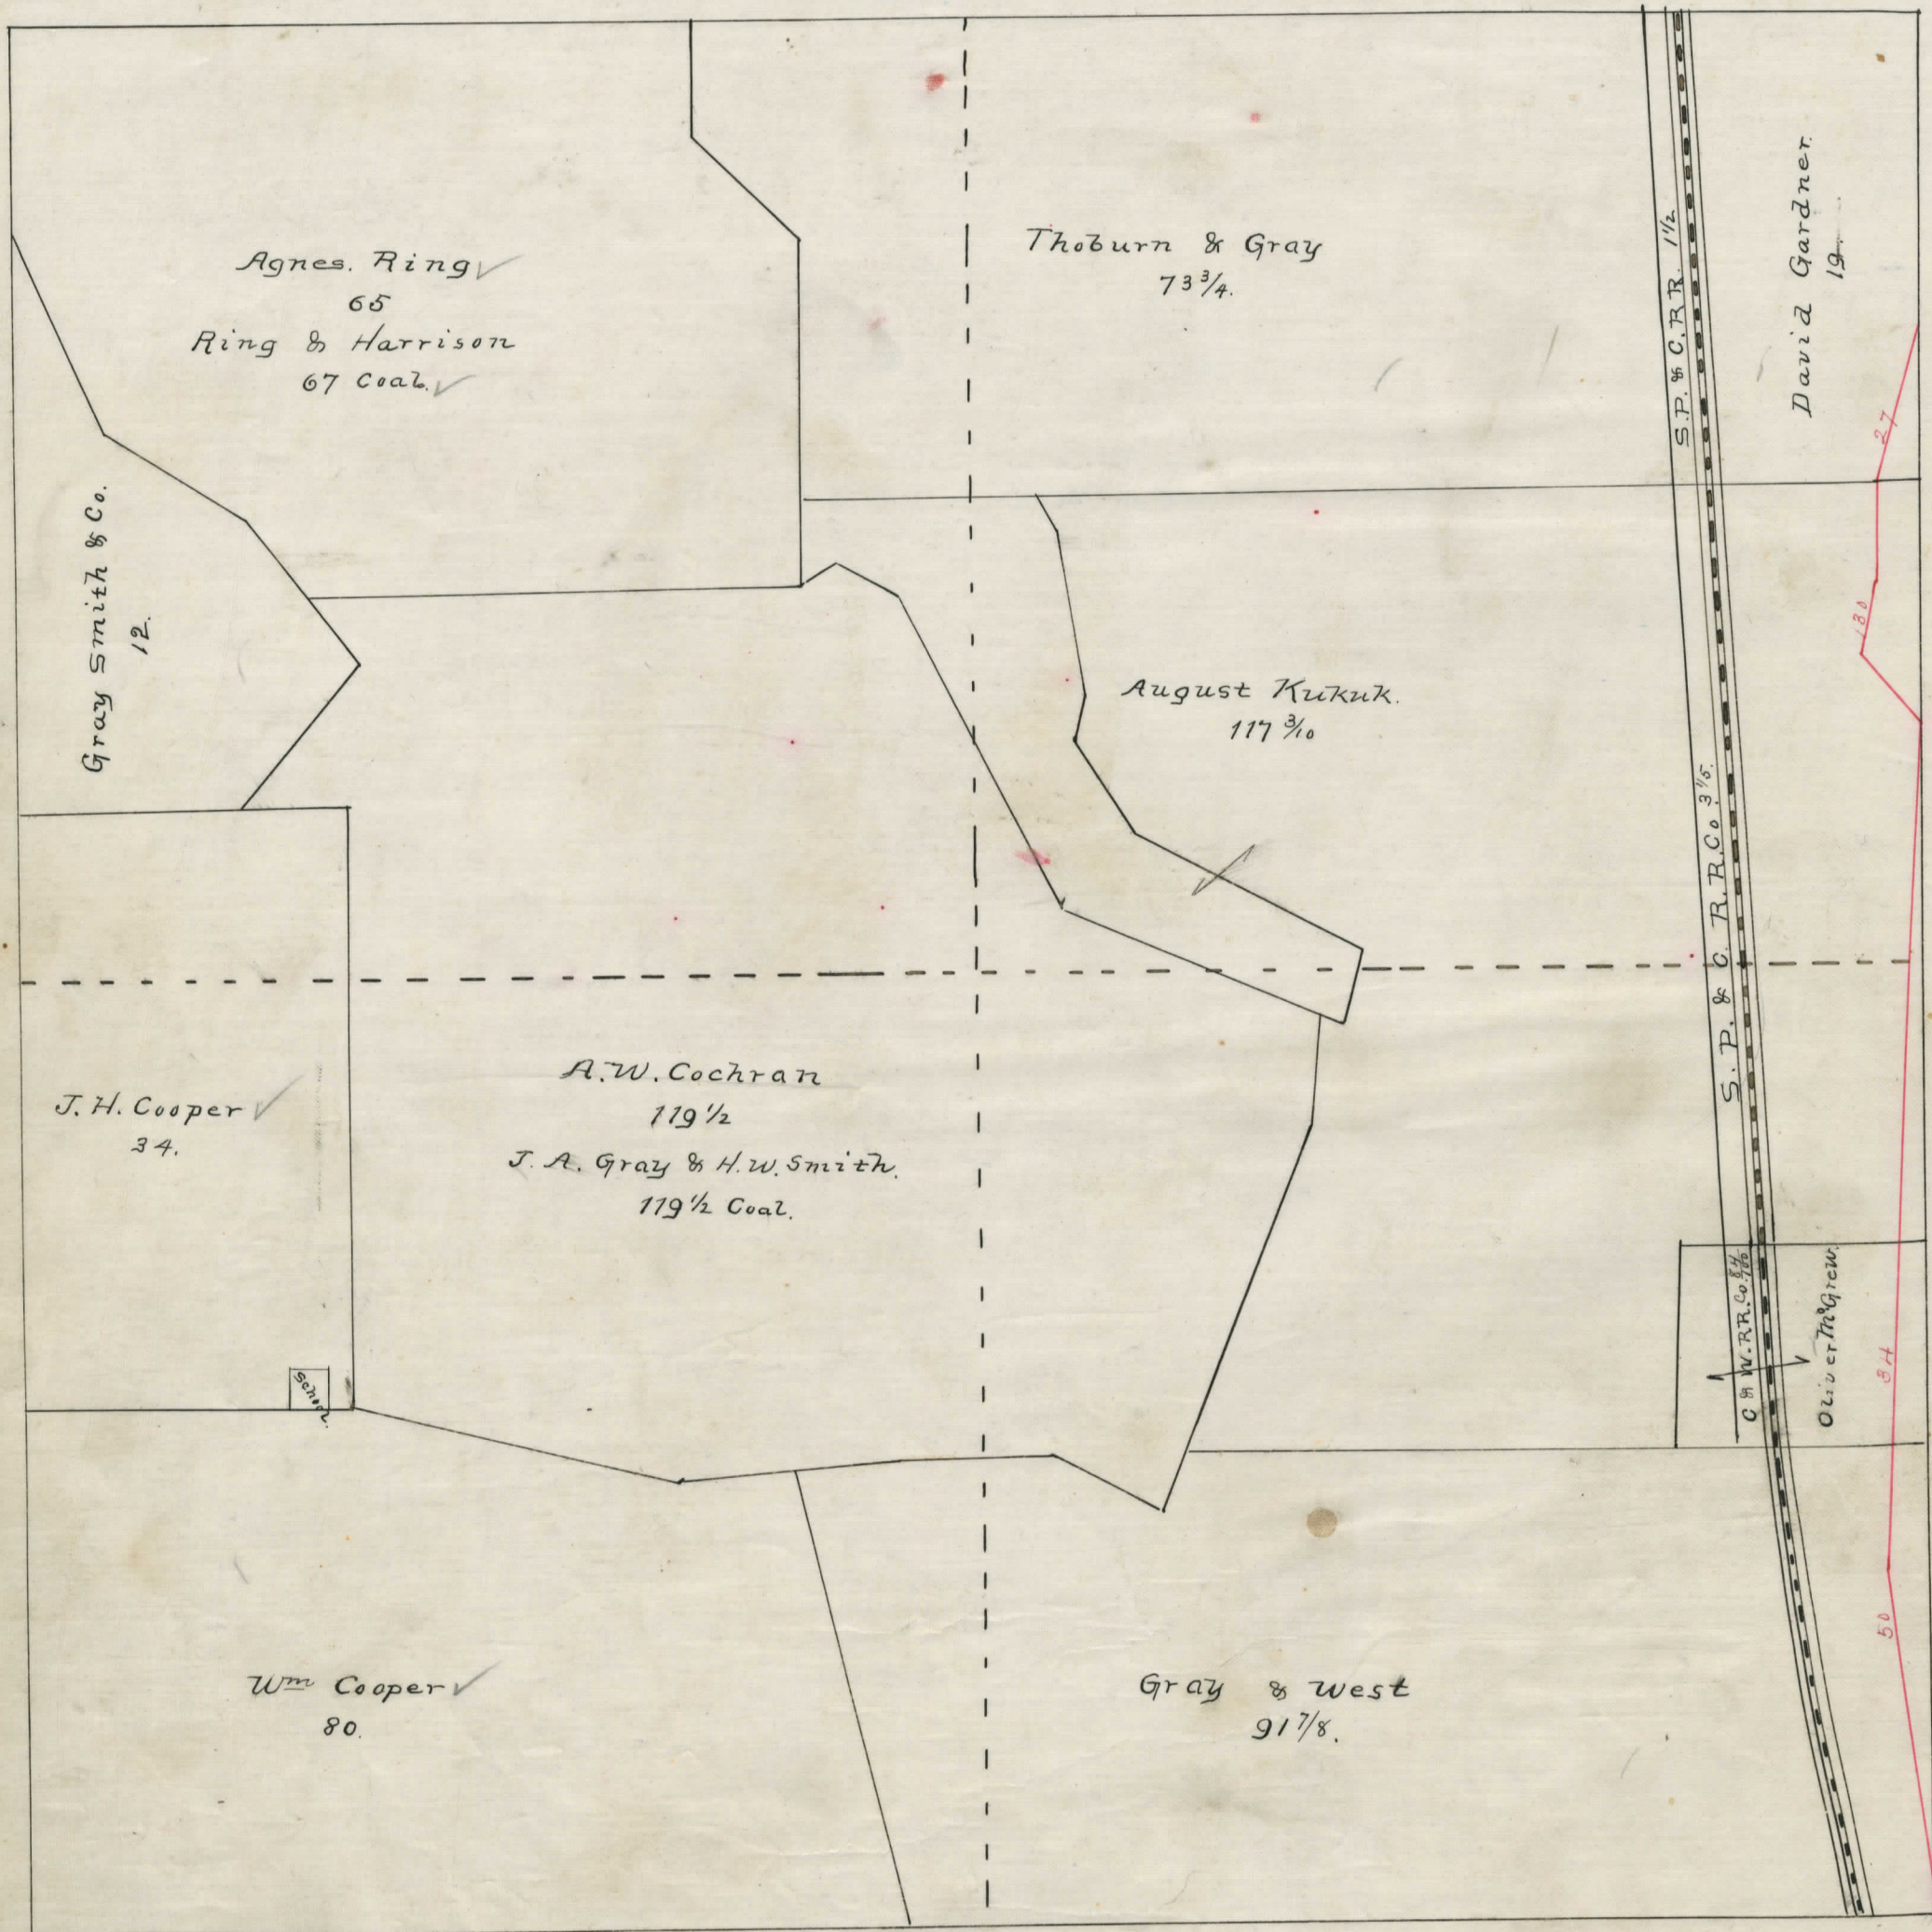 Agnes. Ring
65
Ring & Harrison
67 Coal.
Thoburn & Gray
73 3/4.
S.P. & C. R R. 1 1/2
David Gardner.
19.
27
Gray Smith & Co.
12.
August Kukuk.
117 3/10
130
S. P. & C. R. R. Co. 3 1/5.
J. H. Cooper
34.
A. W. Cochran
119 1/2
J. A. Gray & H. W. Smith.
119 1/2 Coal.
School.
C & W. RR. Co. 84/100
Oliver McGrew.
34
50
Wm Cooper
80.
Gray & West
91 7/8.